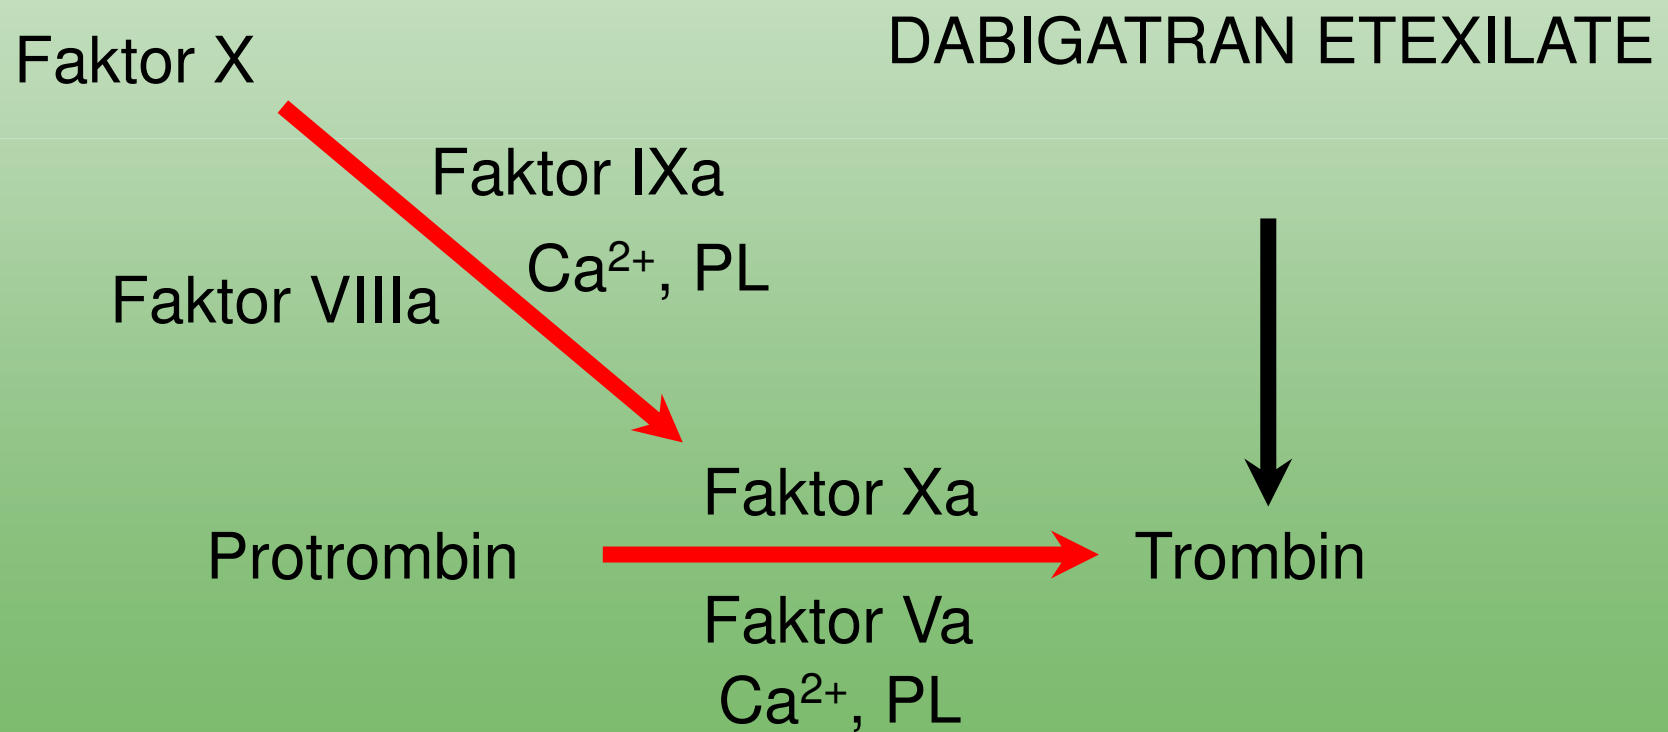 Faktor X
DABIGATRAN ETEXILATE
Faktor IXa
Ca²⁺, PL
Faktor VIIIa
Faktor Xa
Protrombin
Trombin
Faktor Va
Ca²⁺, PL